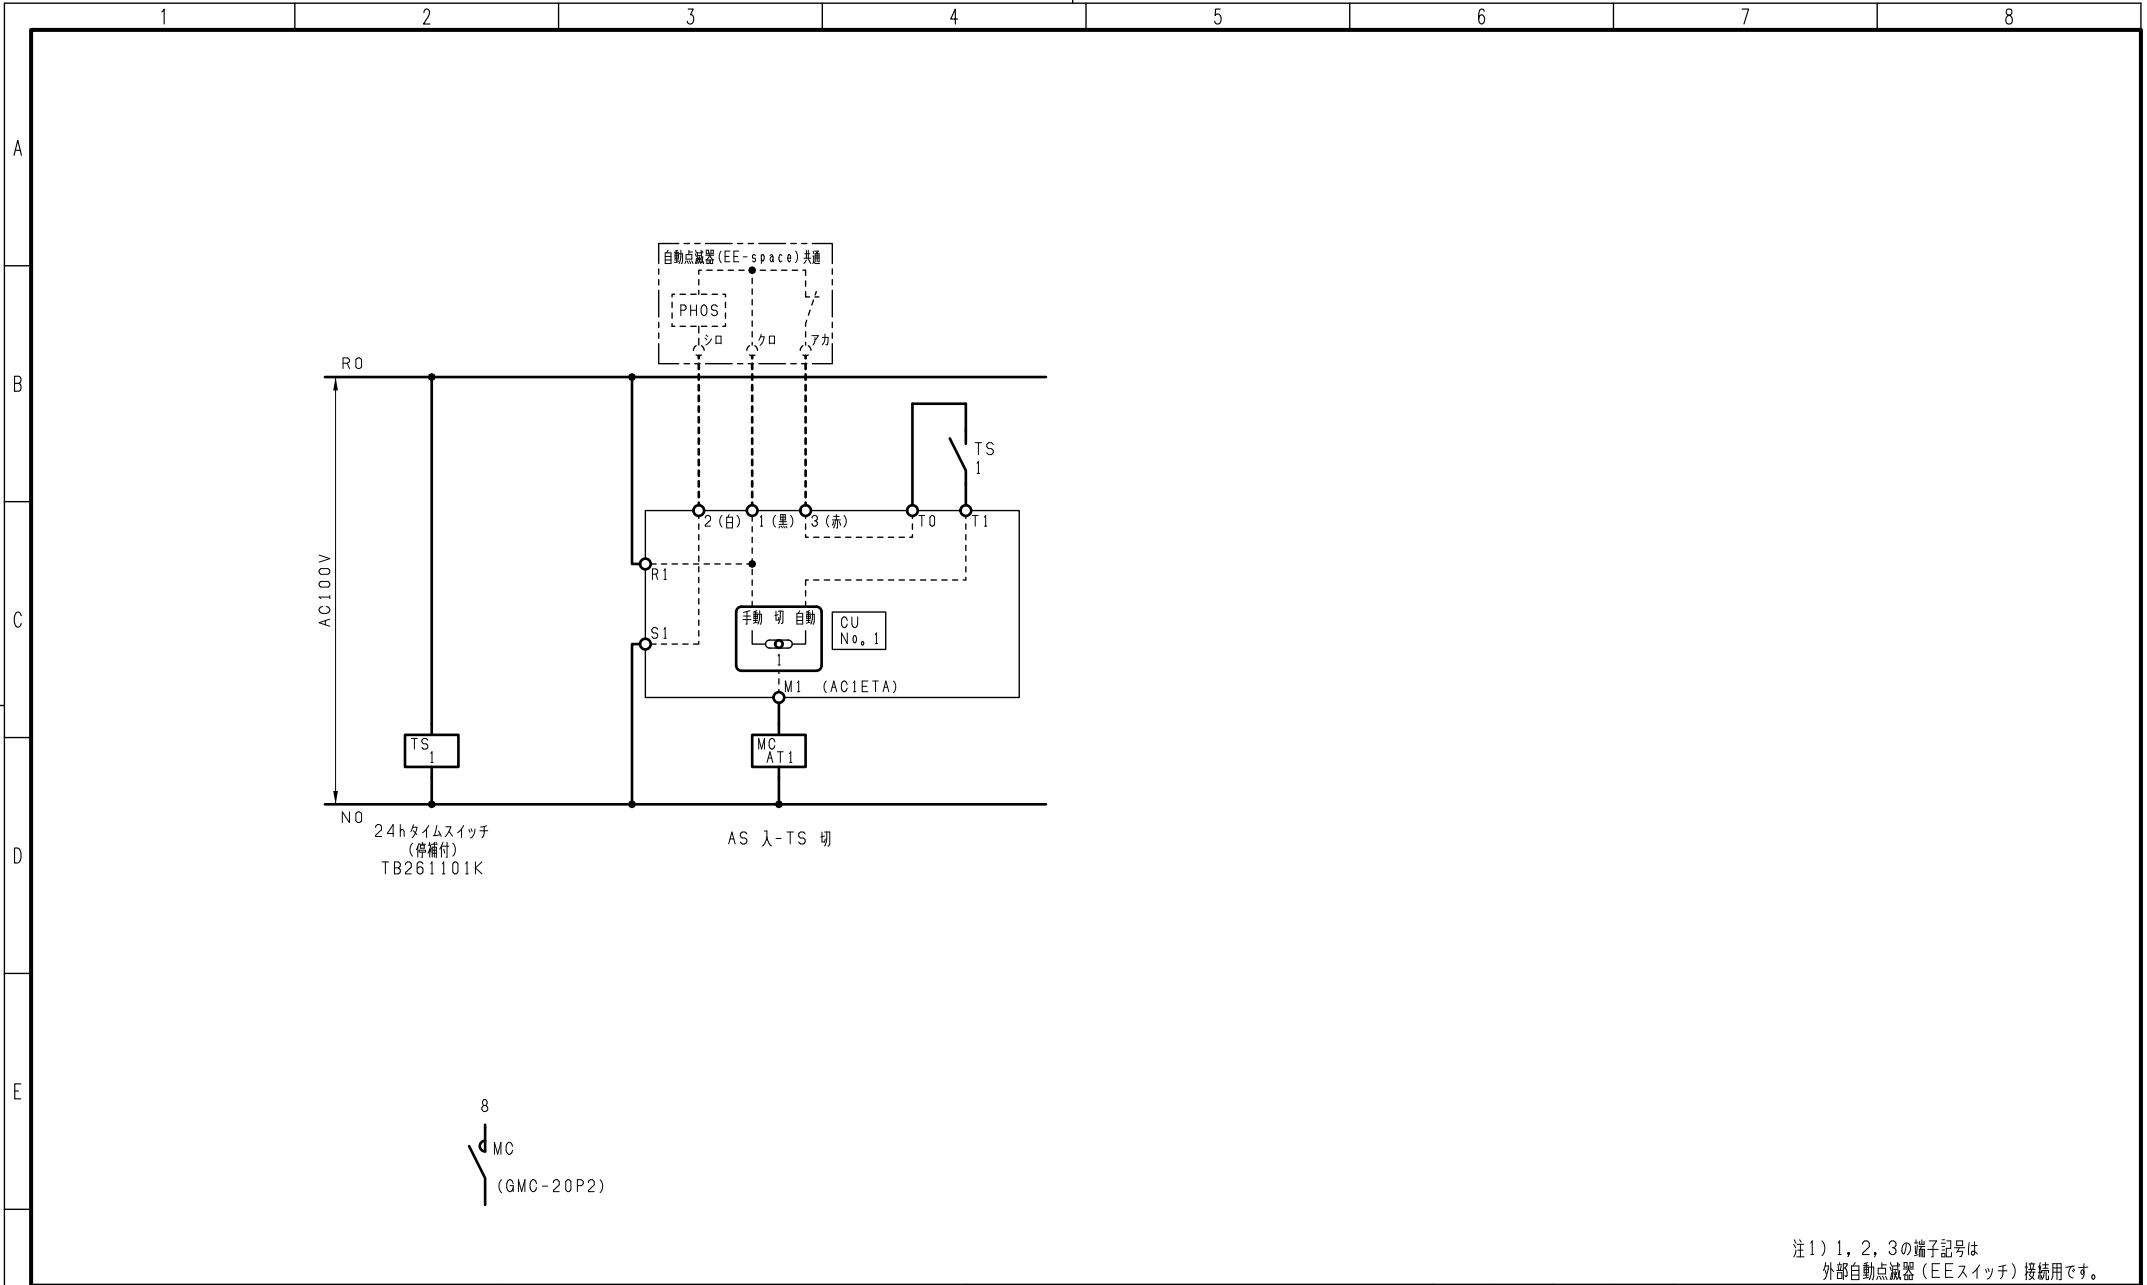 1 2 3 4 5 6 7 8
A
B
C
D
E
自動点滅器(EE-space)共通
PHOS
シロ クロ アカ
R0
TS
1
2(白) 1(黒) 3(赤) T0 T1
AC100V
R1
手動 切 自動
CU
No。1
S1
1
M1 (AC1ETA)
TS
1
MC
AT1
N0
24hタイムスイッチ
(停補付)
TB261101K
AS 入-TS 切
8
MC
(GMC-20P2)
注1) 1, 2, 3の端子記号は
外部自動点滅器(EEスイッチ)接続用です。